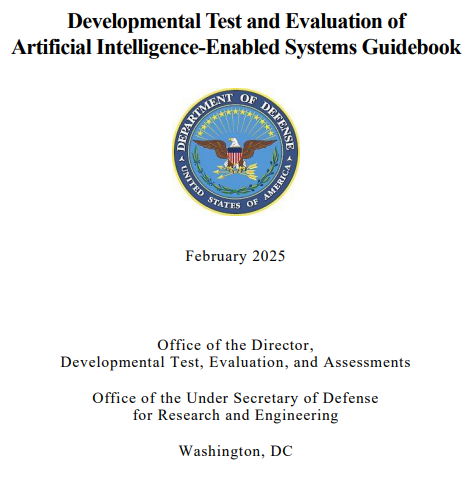 Developmental Test and Evaluation of
Artificial Intelligence-Enabled Systems Guidebook
DEPARTMENT OF DEFENSE
UNITED STATES OF AMERICA
February 2025
Office of the Director,
Developmental Test, Evaluation, and Assessments
Office of the Under Secretary of Defense
for Research and Engineering
Washington, DC